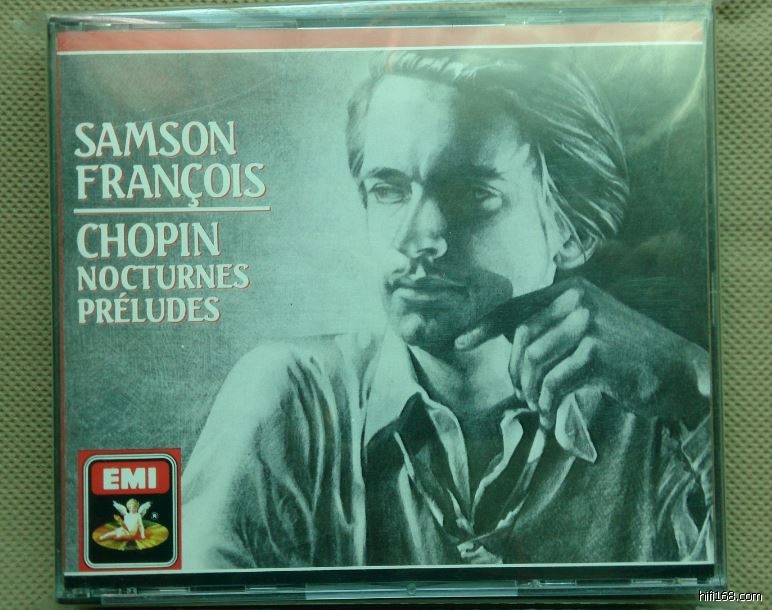 SAMSON
FRANÇOIS
CHOPIN
NOCTURNES
PRÉLUDES
EMI
®
hifi168.com